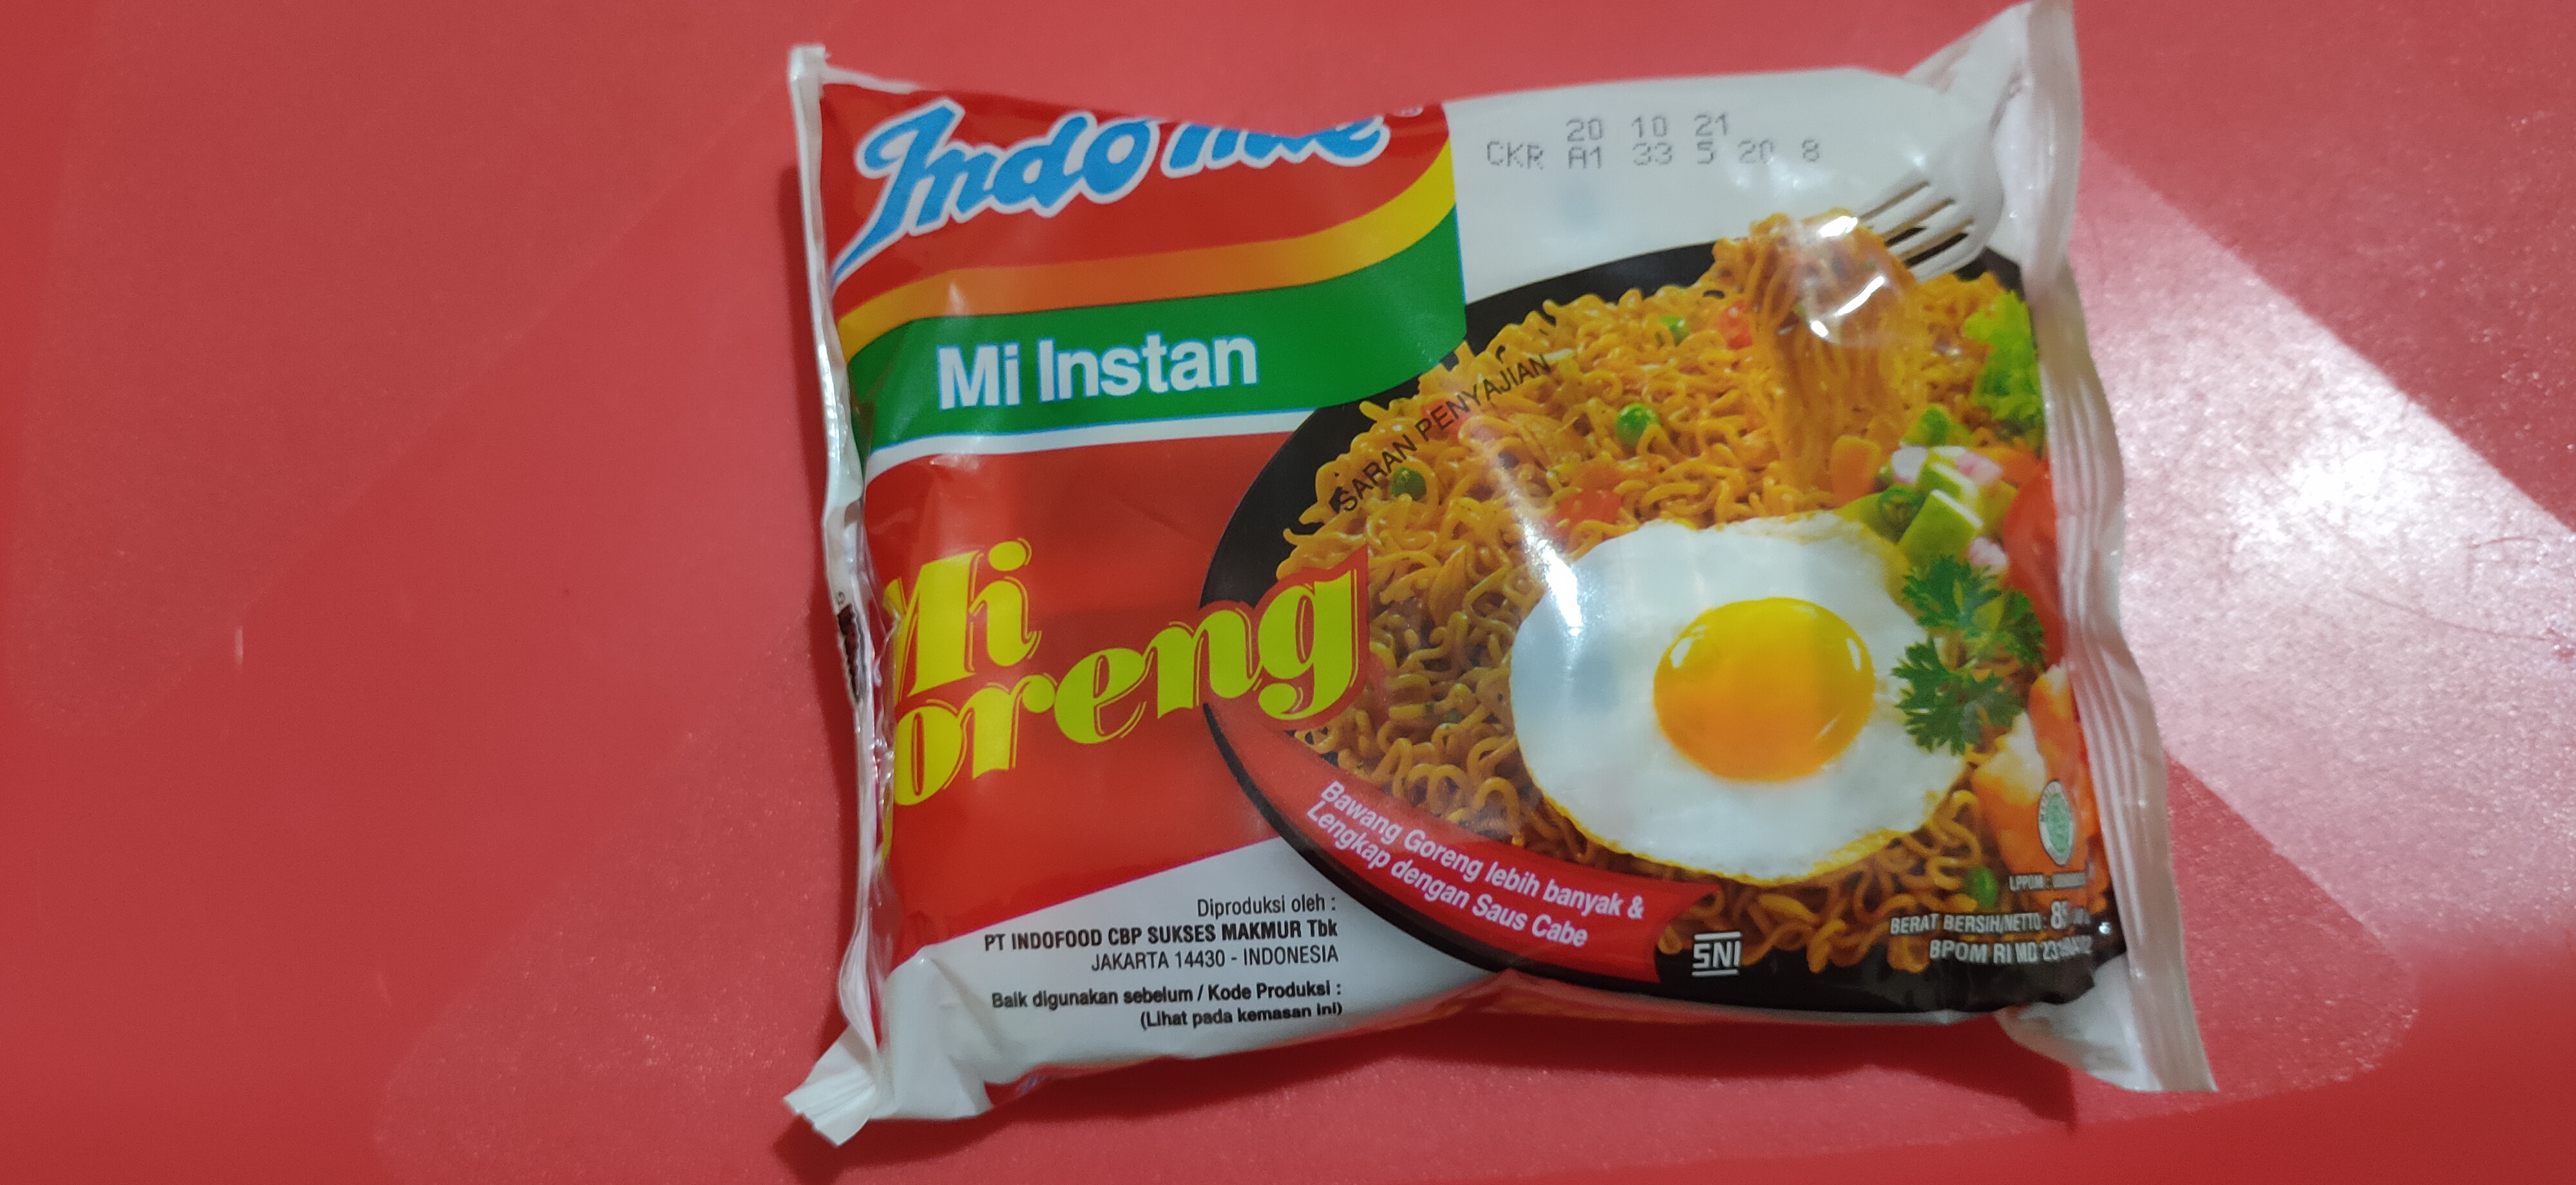 Indomie
20 10 21
CKR A1 33 5 20 8
Mi Instan
SARAN PENYAJIAN
Mi
oreng
Bawang Goreng lebih banyak &
Lengkap dengan Saus Cabe
Diproduksi oleh :
PT INDOFOOD CBP SUKSES MAKMUR Tbk
JAKARTA 14430 - INDONESIA
Baik digunakan sebelum / Kode Produksi :
(Lihat pada kemasan ini)
SNI
LPPOM :
BERAT BERSIH/NETTO :
BPOM RI MD